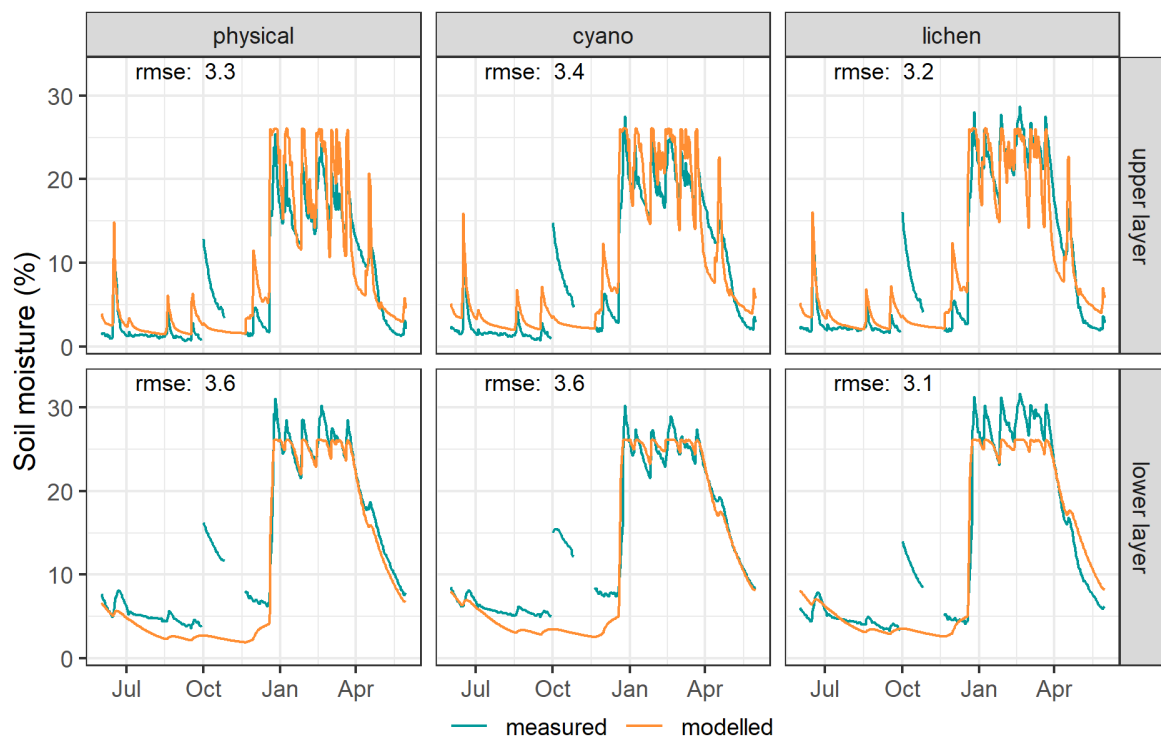 physical cyano lichen
rmse: 3.3 rmse: 3.4 rmse: 3.2
30
20
10
0
upper layer
Soil moisture (%)
rmse: 3.6 rmse: 3.6 rmse: 3.1
30
20
10
0
lower layer
Jul Oct Jan Apr Jul Oct Jan Apr Jul Oct Jan Apr
measured modelled